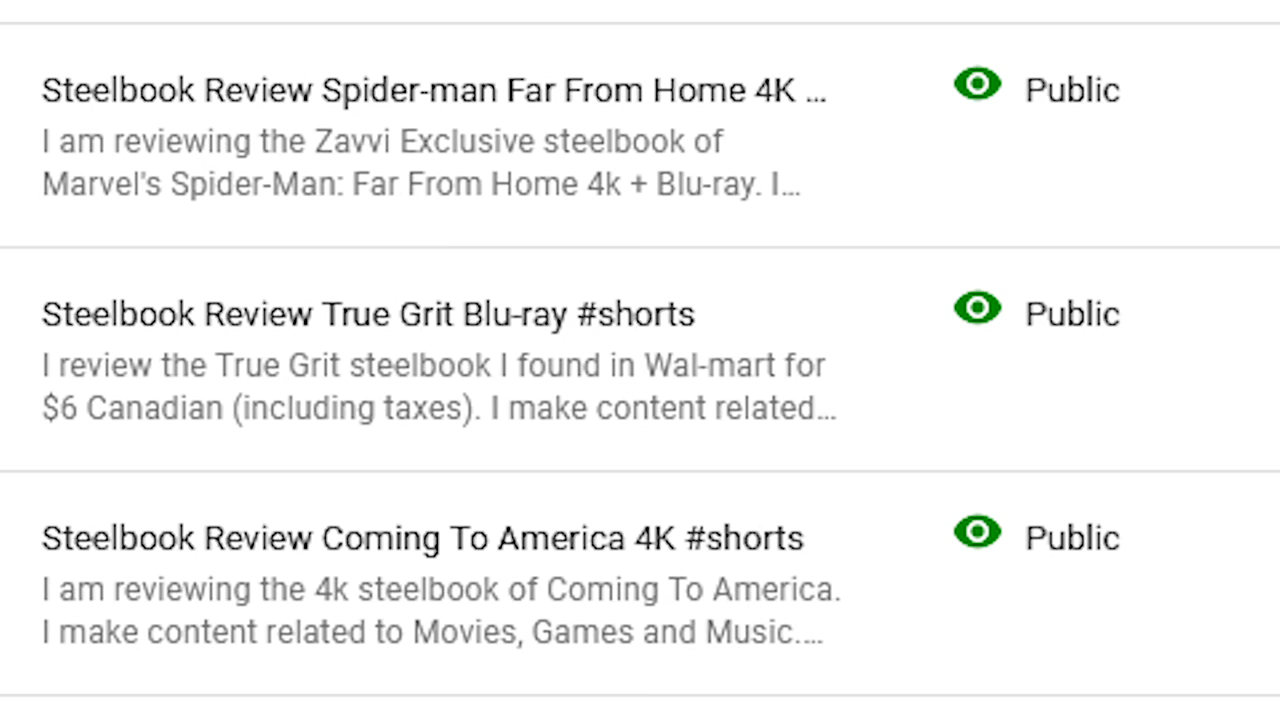 Steelbook Review Spider-man Far From Home 4K ...
Public
I am reviewing the Zavvi Exclusive steelbook of
Marvel's Spider-Man: Far From Home 4k + Blu-ray. I...
Steelbook Review True Grit Blu-ray #shorts
Public
I review the True Grit steelbook I found in Wal-mart for
$6 Canadian (including taxes). I make content related...
Steelbook Review Coming To America 4K #shorts
Public
I am reviewing the 4k steelbook of Coming To America.
I make content related to Movies, Games and Music....